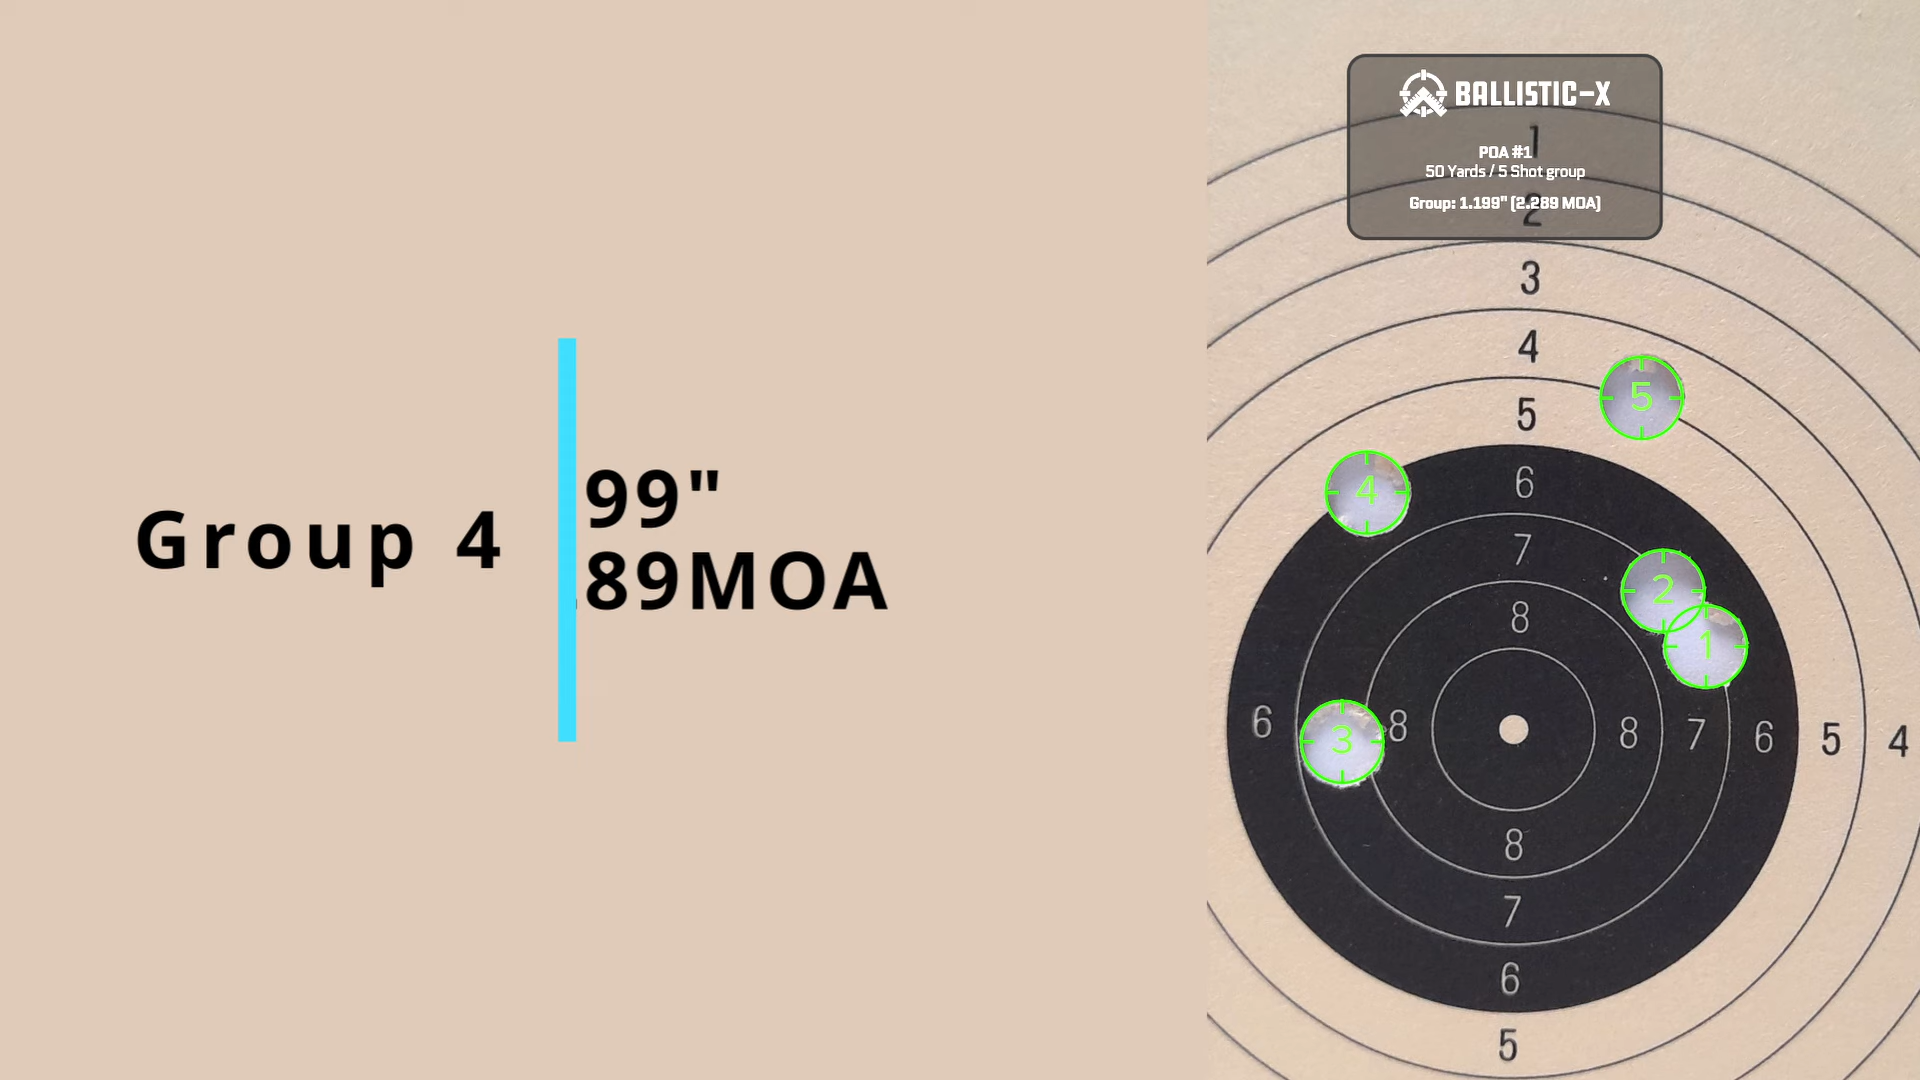 Group 4
99"
89MOA
BALLISTIC-X
POA #1
50 Yards / 5 Shot group
Group: 1.199" (2.289 MOA)
1
2
3
4
5
6
7
8
6 8 8 7 6 5 4
8
7
6
5
5
4
2
1
3